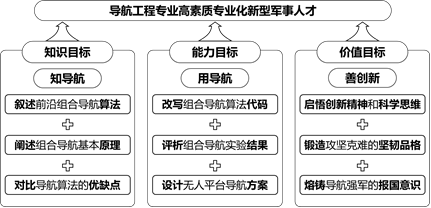 导航工程专业高素质专业化新型军事人才
知识目标
知导航
叙述前沿组合导航算法
阐述组合导航基本原理
对比导航算法的优缺点
能力目标
用导航
改写组合导航算法代码
评析组合导航实验结果
设计无人平台导航方案
价值目标
善创新
启悟创新精神和科学思维
锻造攻坚克难的坚韧品格
熔铸导航强军的报国意识